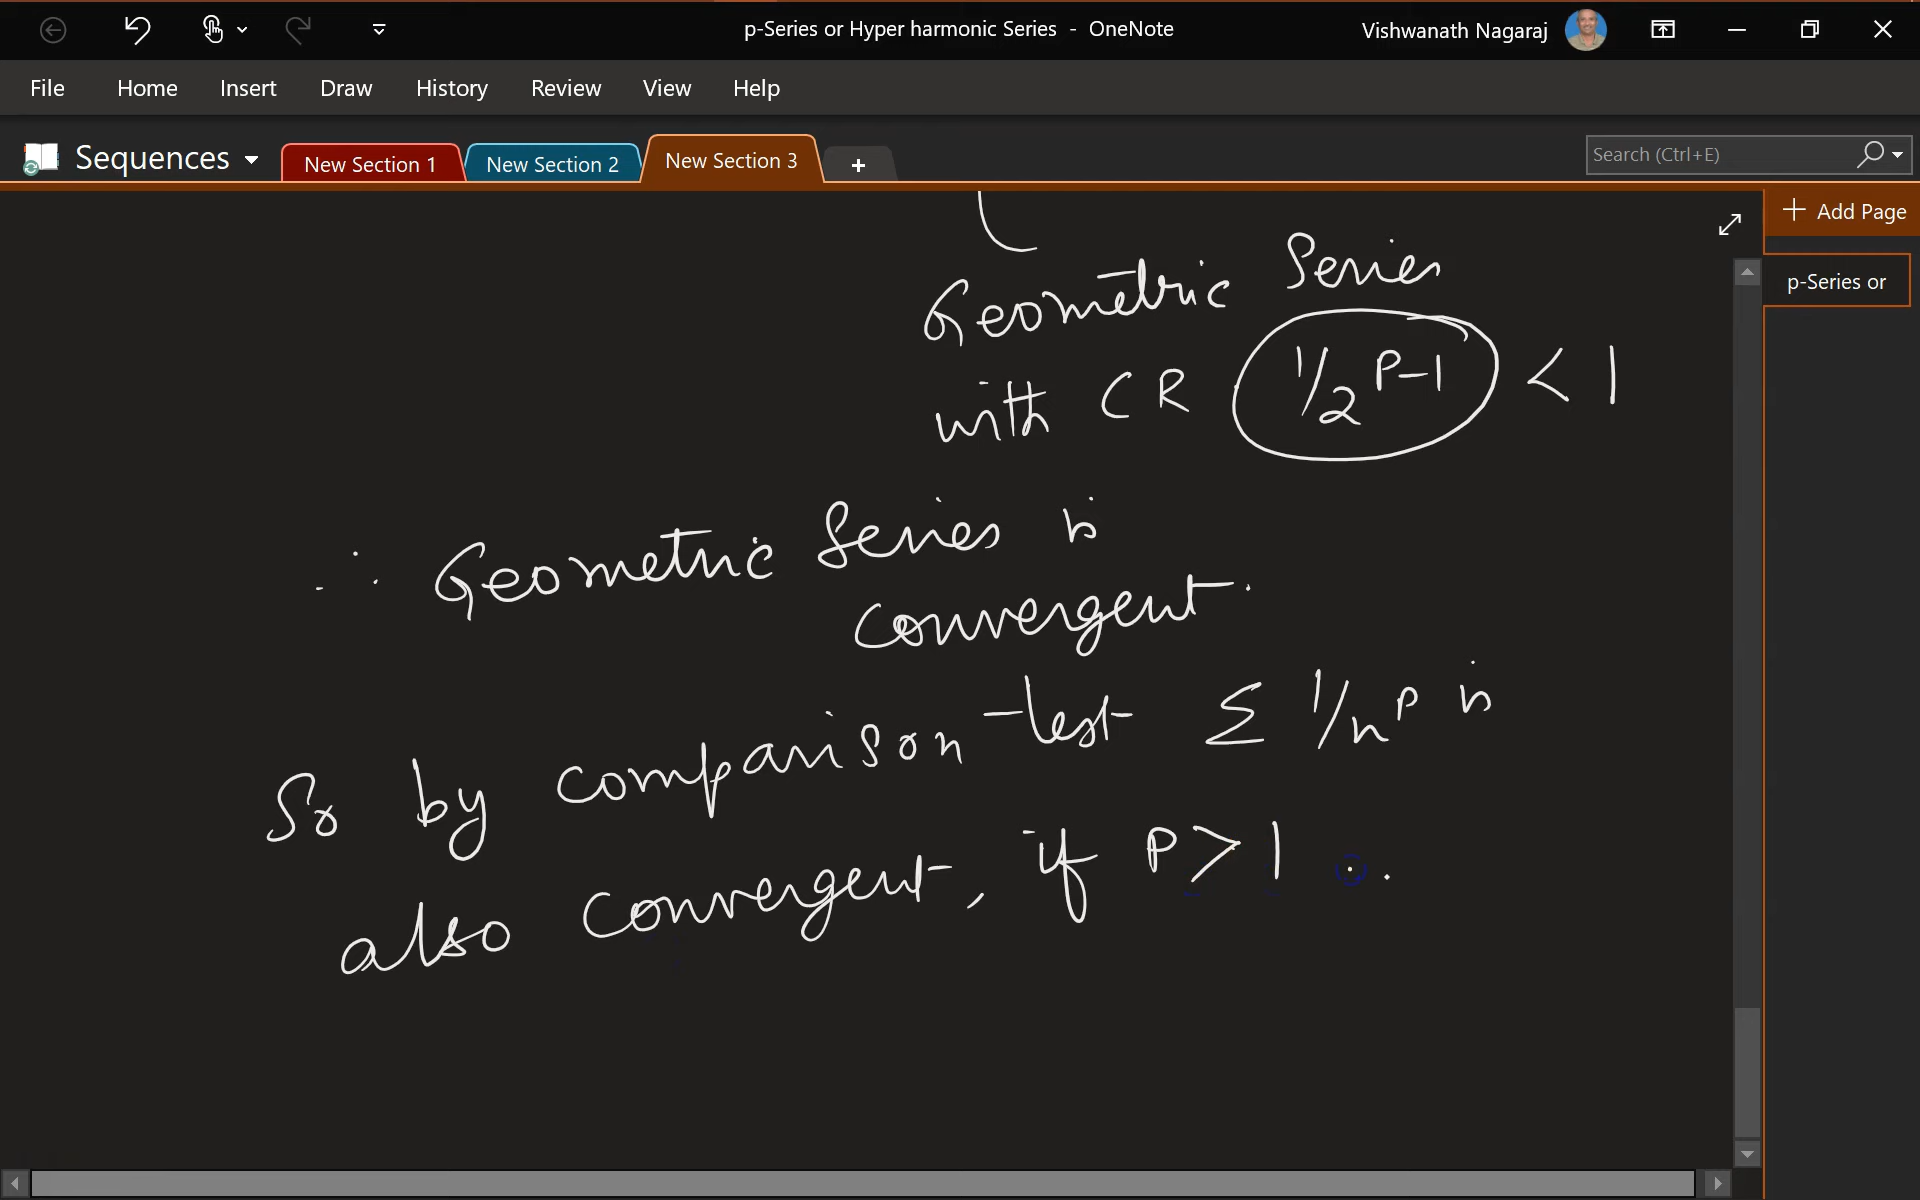 p-Series or Hyper harmonic Series - OneNote
Vishwanath Nagaraj
File Home Insert Draw History Review View Help
Sequences
New Section 1
New Section 2
New Section 3
+
Search (Ctrl+E)
Add Page
p-Series or
Geometric Series
with CR 1/2^{P-1} < 1
∴ Geometric Series is
convergent.
So by comparison test Σ 1/n^P is
also convergent, if P > 1 .